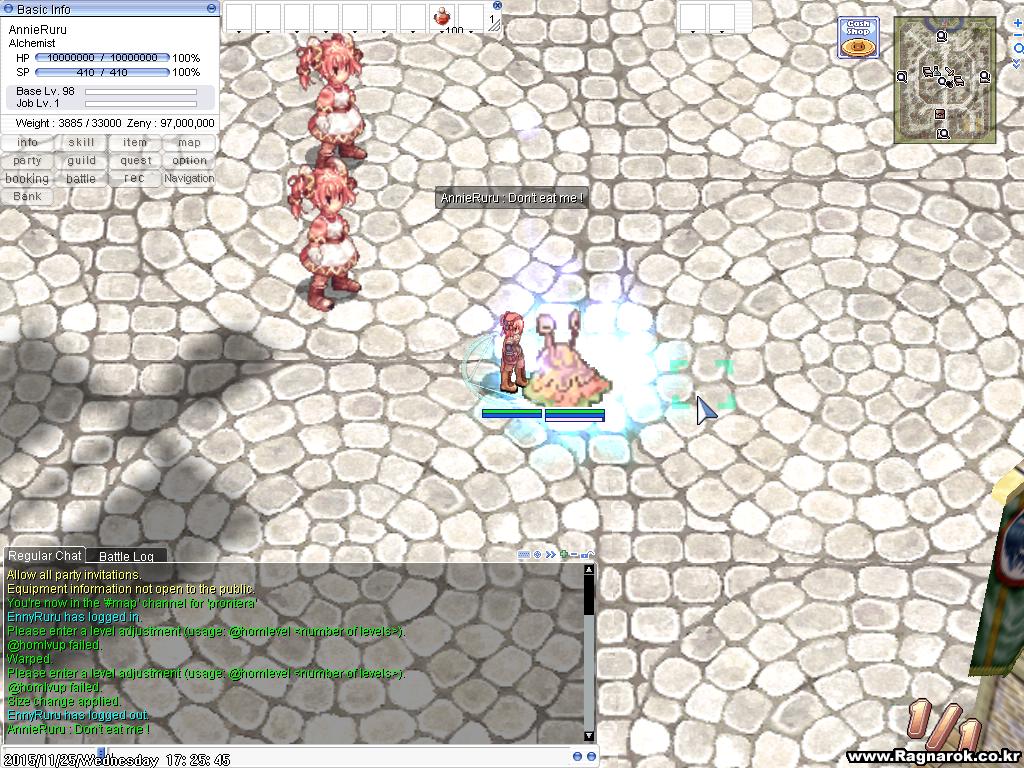 Basic Info
AnnieRuru
Alchemist
HP 10000000 / 10000000 100%
SP 410 / 410 100%
Base Lv. 98
Job Lv. 1
Weight : 3885 / 33000 Zeny : 97,000,000
info skill item map
party guild quest option
booking battle rec Navigation
Bank
100
1
Cash Shop
AnnieRuru : Don't eat me !
Regular Chat Battle Log
Allow all party invitations.
Equipment information not open to the public.
You're now in the '#map' channel for 'prontera'
EnnyRuru has logged in.
Please enter a level adjustment (usage: @homlevel <number of levels>).
@homlvup failed.
Warped.
Please enter a level adjustment (usage: @homlevel <number of levels>).
@homlvup failed.
Size change applied.
EnnyRuru has logged out.
AnnieRuru : Don't eat me !
2015/11/25/Wednesday 17:25:45
1/1
www.Ragnarok.co.kr